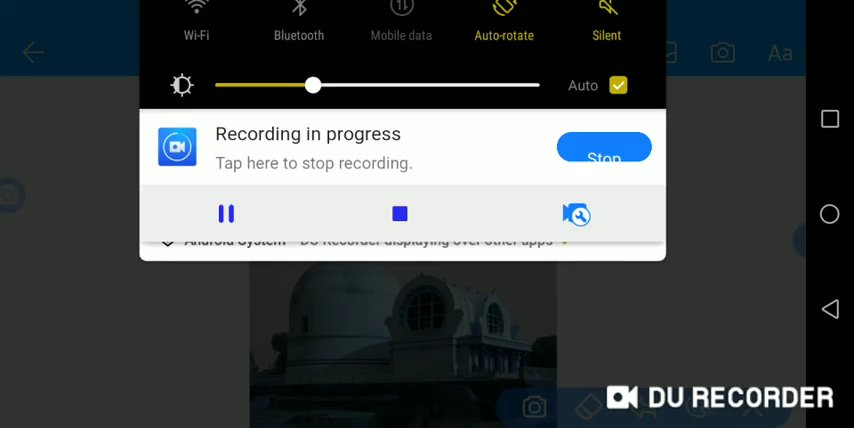 Wi-Fi Bluetooth Mobile data Auto-rotate Silent
Aa
Auto
Recording in progress
Tap here to stop recording.
Stop
Android System DU Recorder displaying over other apps
DU RECORDER